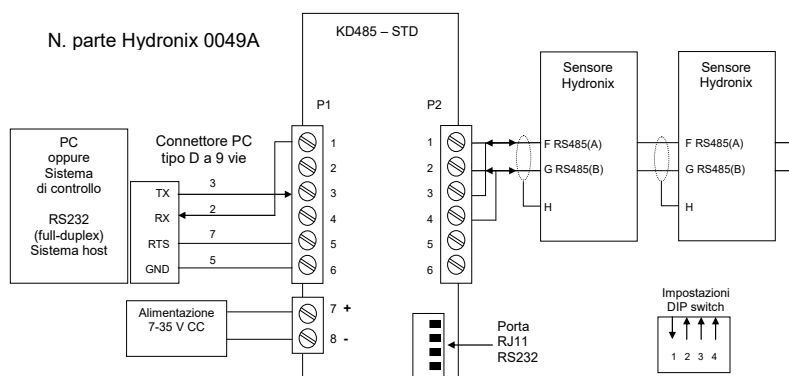 N. parte Hydronix 0049A
KD485 – STD
P1
P2
1
2
3
4
5
6
7 +
8 -
1
2
3
4
5
6
PC
oppure
Sistema
di controllo
RS232
(full-duplex)
Sistema host
Connettore PC
tipo D a 9 vie
TX
3
RX
2
RTS
7
GND
5
Alimentazione
7-35 V CC
Sensore
Hydronix
F RS485(A)
G RS485(B)
H
Sensore
Hydronix
F RS485(A)
G RS485(B)
H
Porta
RJ11
RS232
Impostazioni
DIP switch
1 2 3 4